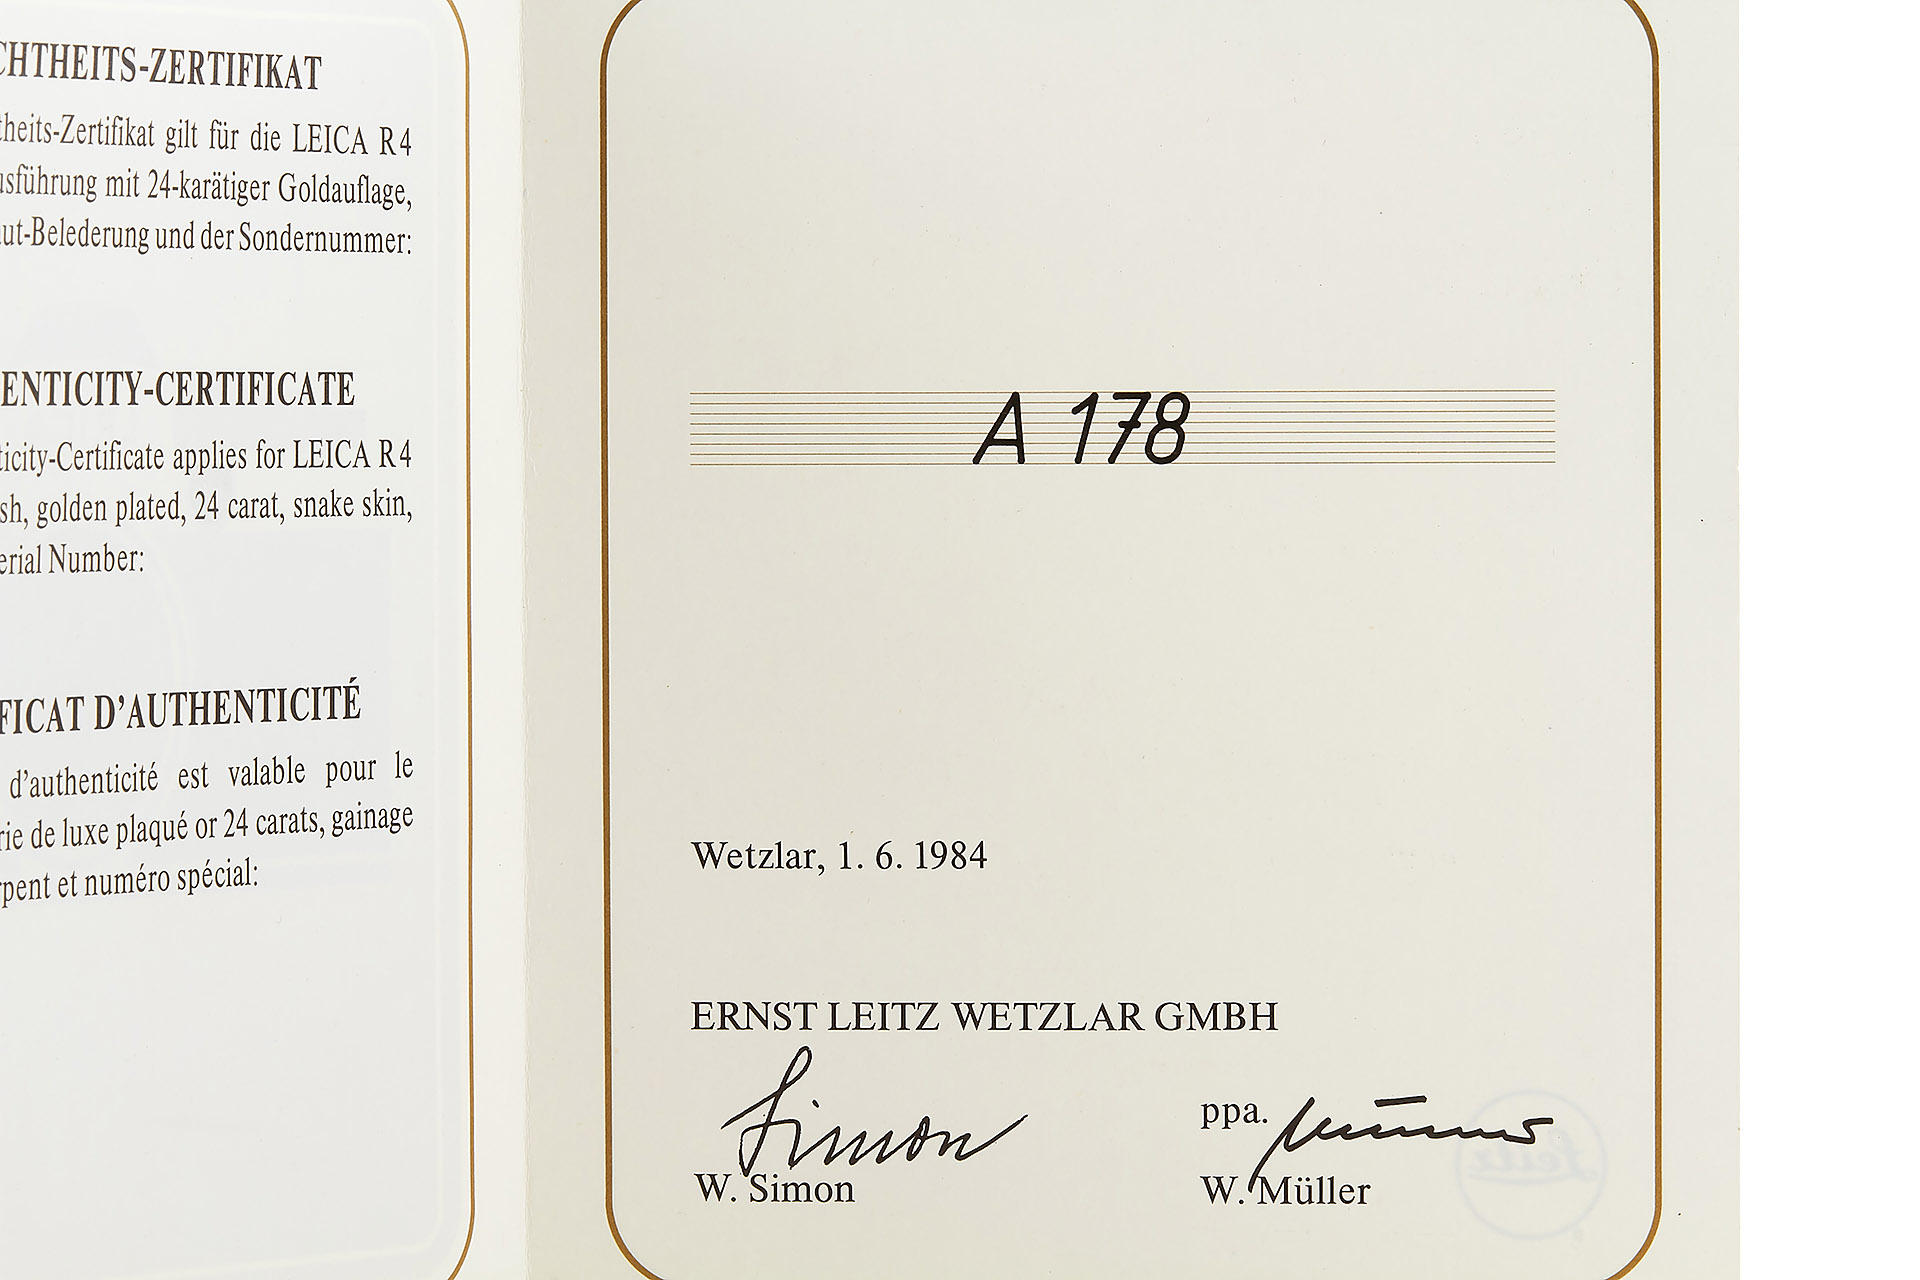 CHTHEITS-ZERTIFIKAT
theits-Zertifikat gilt für die LEICA R4
usführung mit 24-karätiger Goldauflage,
aut-Belederung und der Sondernummer:
ENTICITY-CERTIFICATE
ticity-Certificate applies for LEICA R4
sh, golden plated, 24 carat, snake skin,
erial Number:
FICAT D’AUTHENTICITÉ
d’authenticité est valable pour le
rie de luxe plaqué or 24 carats, gainage
rpent et numéro spécial:
A 178
Wetzlar, 1. 6. 1984
ERNST LEITZ WETZLAR GMBH
Simon
W. Simon
ppa. Müller
W. Müller
Leitz